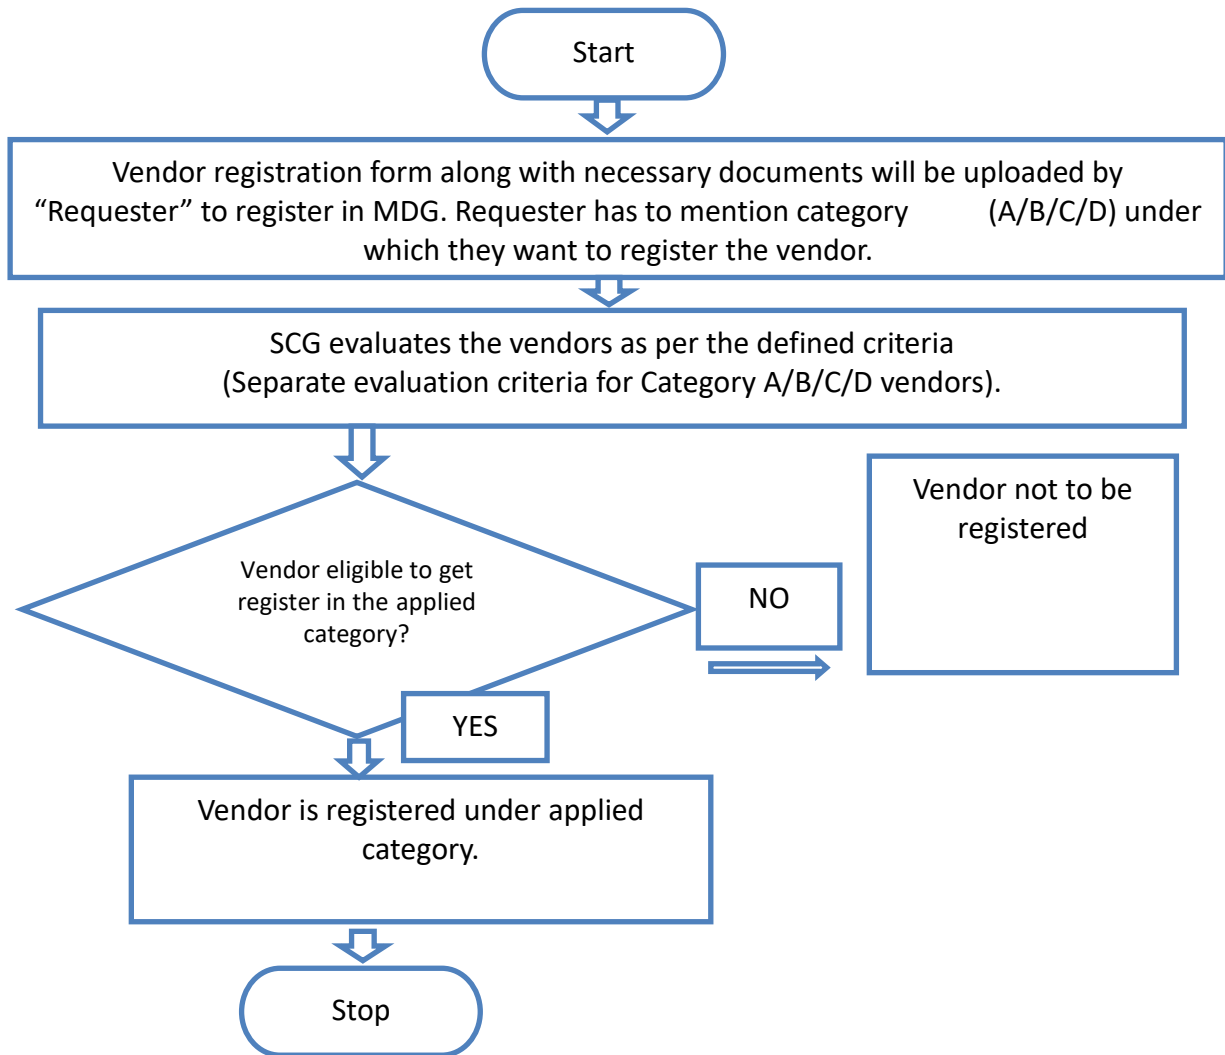 Start
Vendor registration form along with necessary documents will be uploaded by
“Requester” to register in MDG. Requester has to mention category (A/B/C/D) under
which they want to register the vendor.
SCG evaluates the vendors as per the defined criteria
(Separate evaluation criteria for Category A/B/C/D vendors).
Vendor not to be
registered
Vendor eligible to get
register in the applied
category?
NO
YES
Vendor is registered under applied
category.
Stop